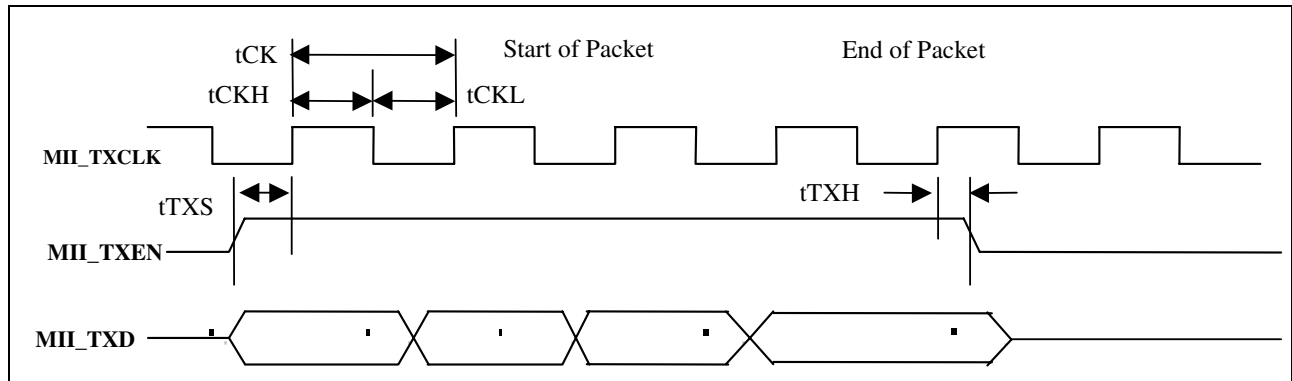 tCK
Start of Packet
End of Packet
tCKH
tCKL
MII_TXCLK
tTXS
tTXH
MII_TXEN
MII_TXD